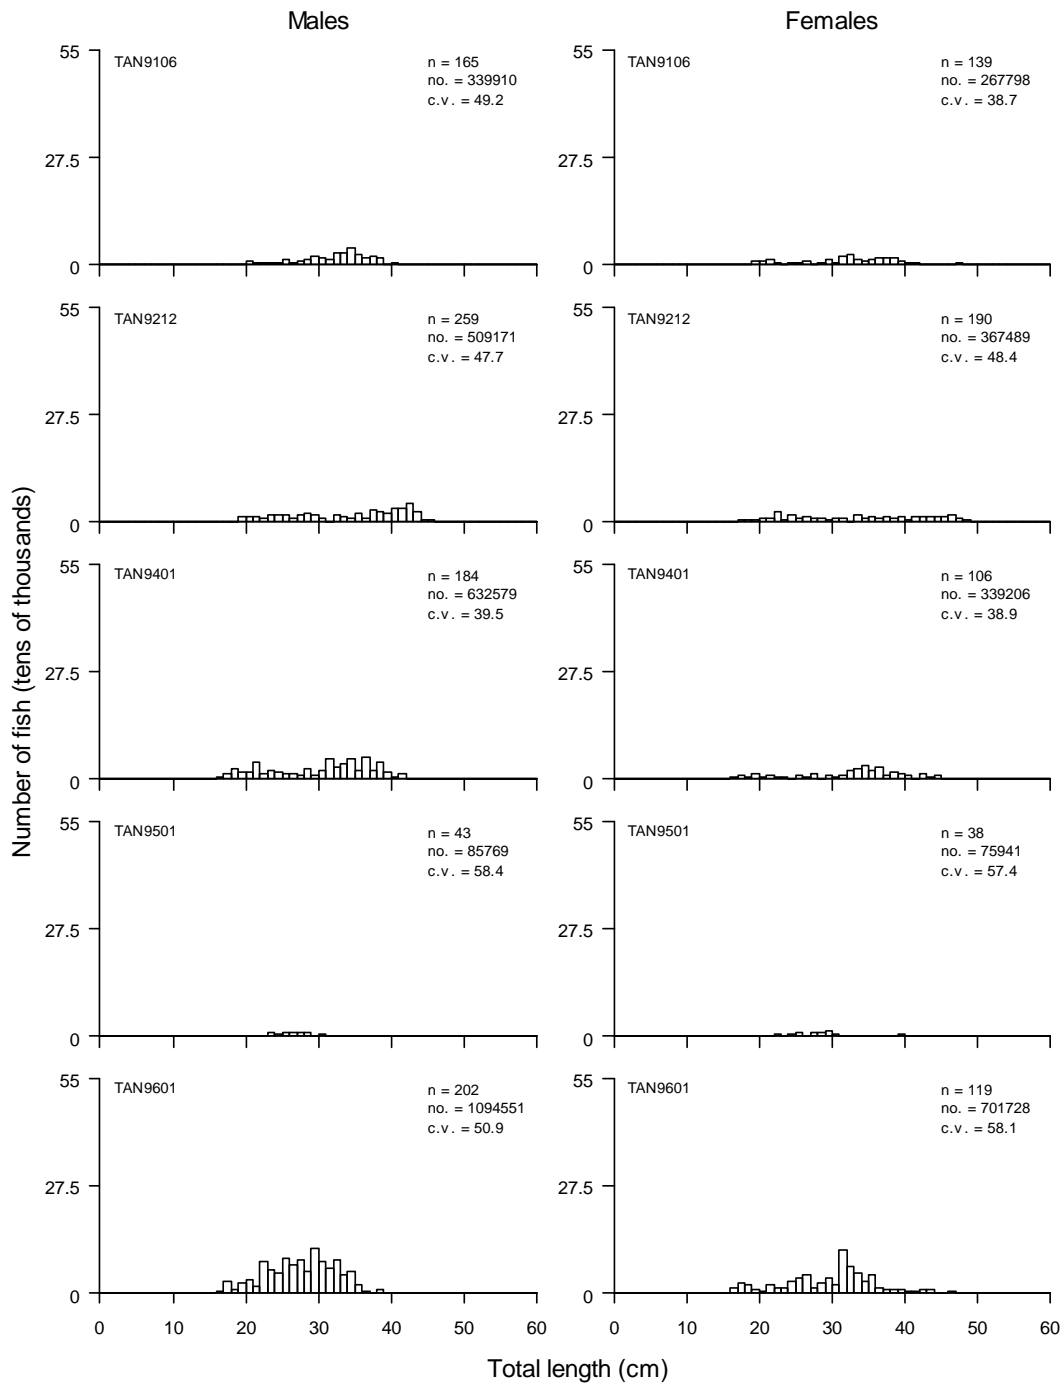 Males
Females
Number of fish (tens of thousands)
55
27.5
0
TAN9106
n = 165
no. = 339910
c.v. = 49.2
55
27.5
0
TAN9106
n = 139
no. = 267798
c.v. = 38.7
55
27.5
0
TAN9212
n = 259
no. = 509171
c.v. = 47.7
55
27.5
0
TAN9212
n = 190
no. = 367489
c.v. = 48.4
55
27.5
0
TAN9401
n = 184
no. = 632579
c.v. = 39.5
55
27.5
0
TAN9401
n = 106
no. = 339206
c.v. = 38.9
55
27.5
0
TAN9501
n = 43
no. = 85769
c.v. = 58.4
55
27.5
0
TAN9501
n = 38
no. = 75941
c.v. = 57.4
55
27.5
0
TAN9601
n = 202
no. = 1094551
c.v. = 50.9
55
27.5
0
TAN9601
n = 119
no. = 701728
c.v. = 58.1
0 10 20 30 40 50 60
0 10 20 30 40 50 60
Total length (cm)